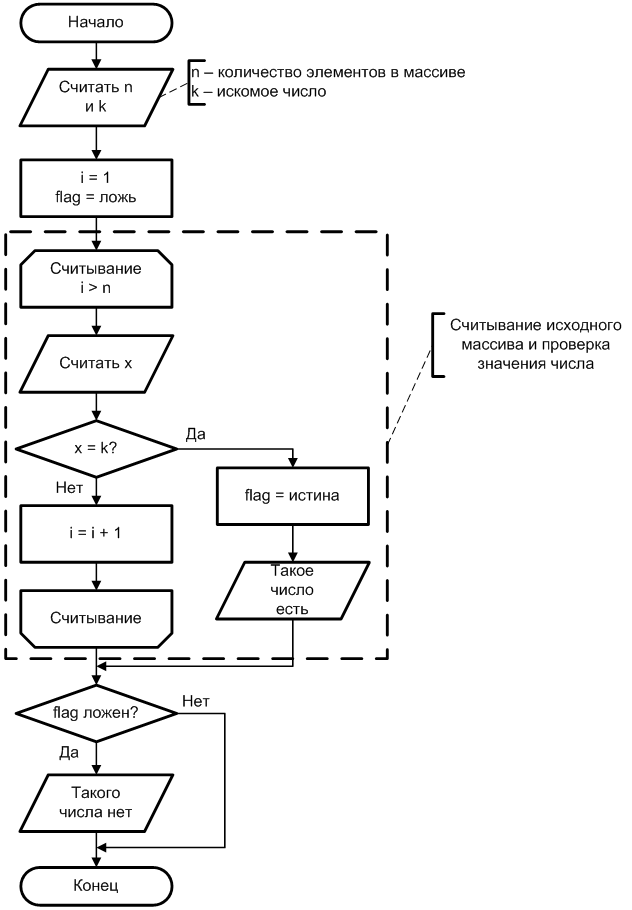 Начало
Считать n
и k
n – количество элементов в массиве
k – искомое число
i = 1
flag = ложь
Считывание
i > n
Считывание исходного
массива и проверка
значения числа
Считать x
x = k?
Да
Нет
flag = истина
i = i + 1
Такое
число
есть
Считывание
flag ложен?
Нет
Да
Такого
числа нет
Конец